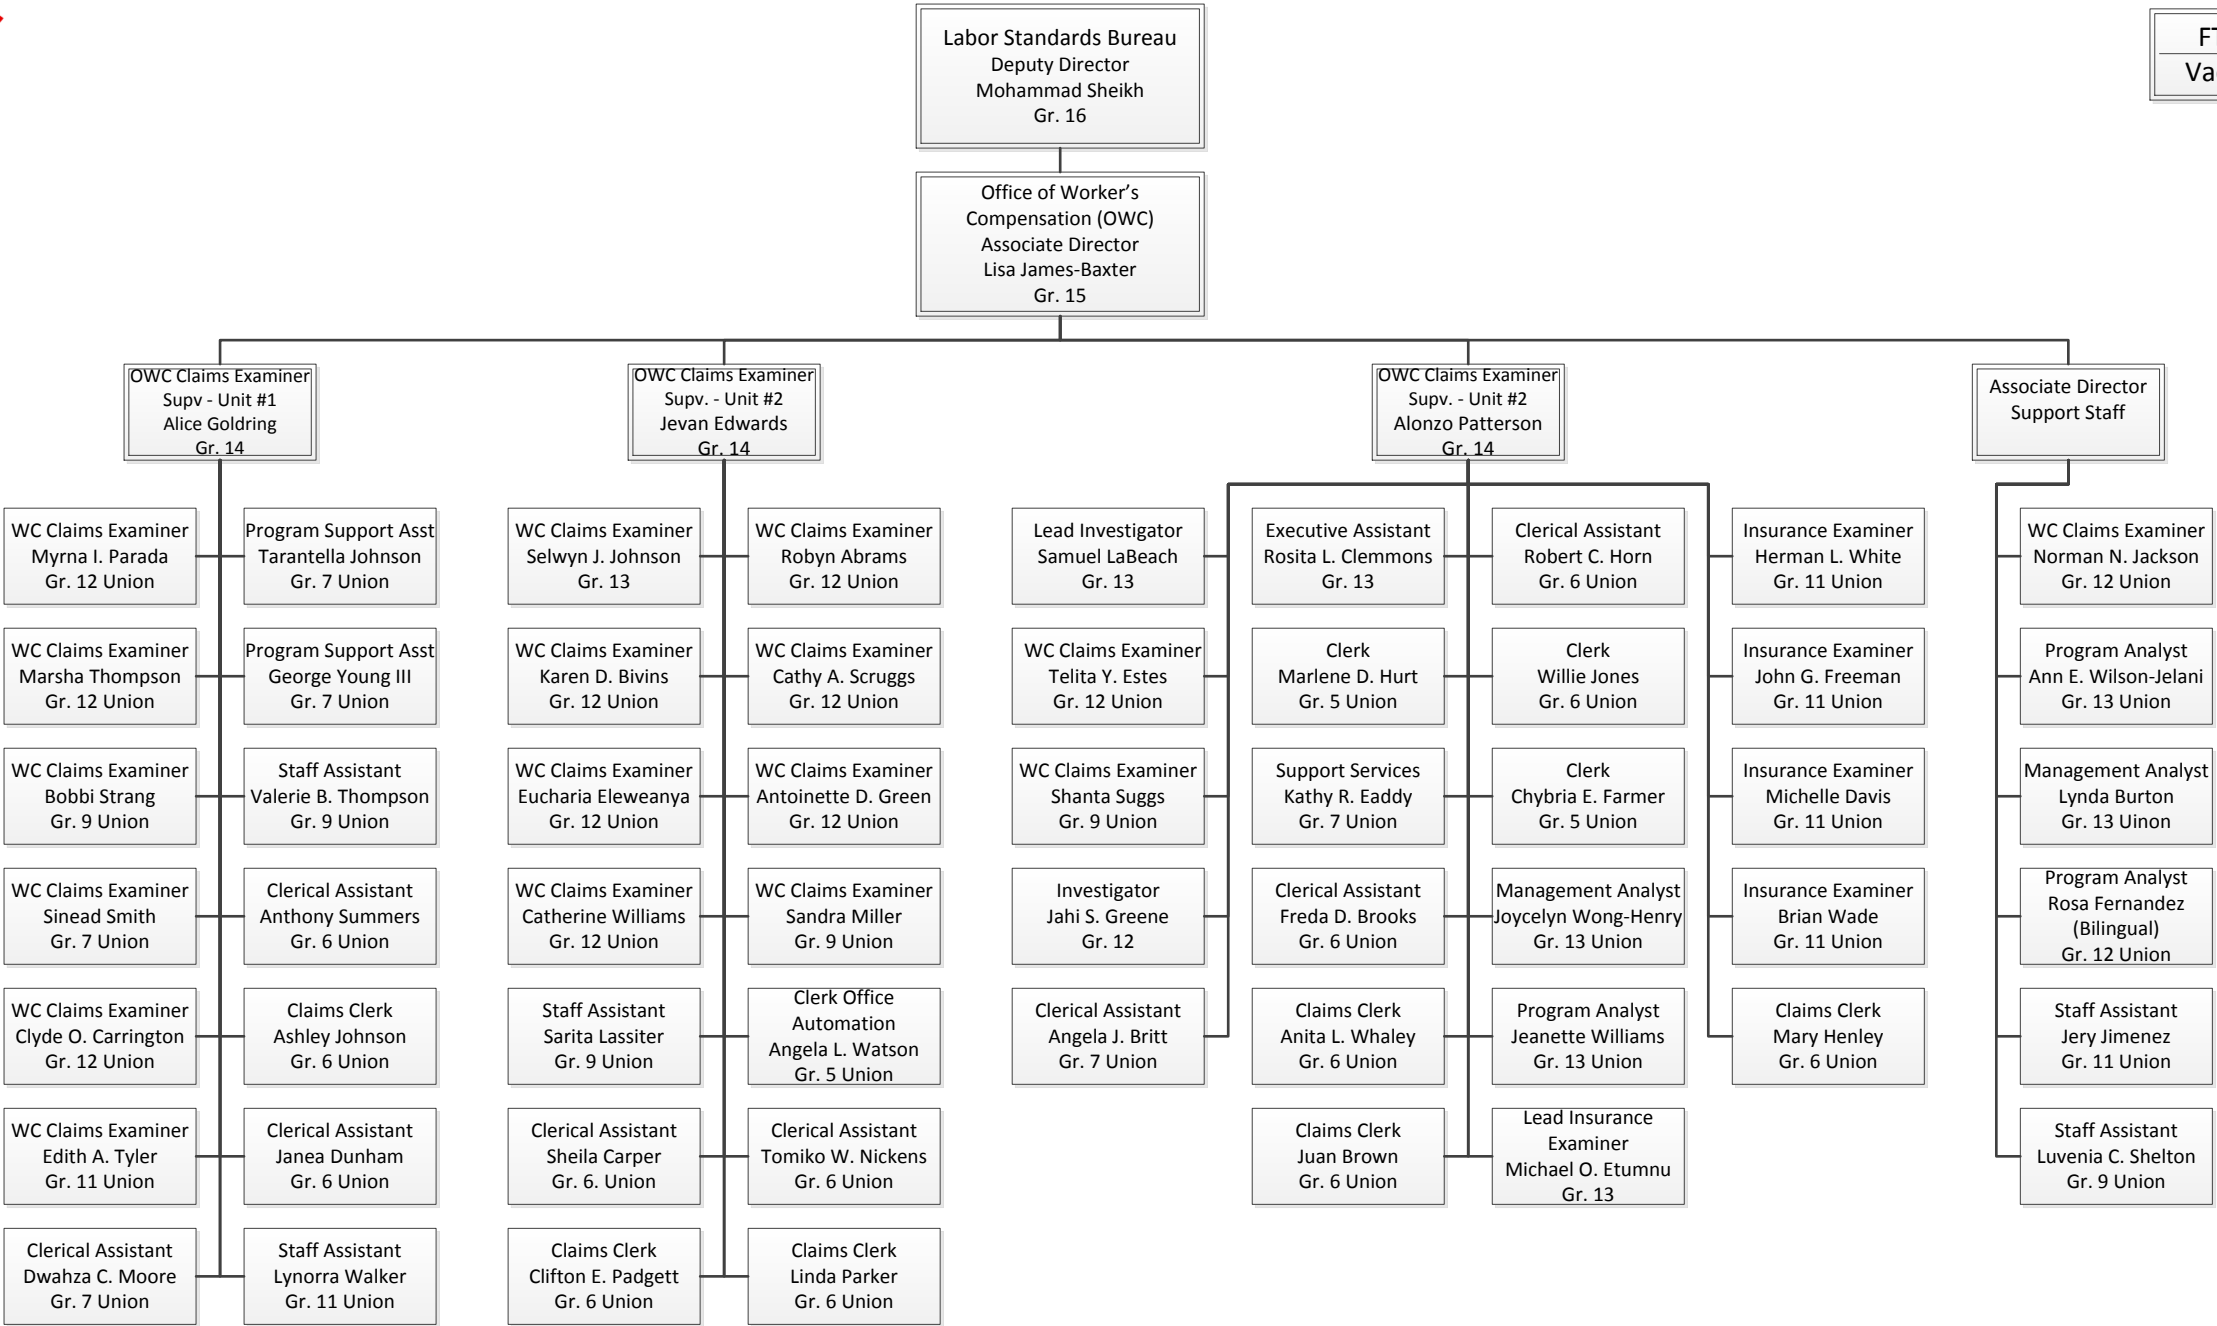 Labor Standards Bureau
Deputy Director
Mohammad Sheikh
Gr. 16
Office of Worker’s
Compensation (OWC)
Associate Director
Lisa James-Baxter
Gr. 15
OWC Claims Examiner
Supv - Unit #1
Alice Goldring
Gr. 14
WC Claims Examiner
Myrna I. Parada
Gr. 12 Union
Program Support Asst
Tarantella Johnson
Gr. 7 Union
WC Claims Examiner
Marsha Thompson
Gr. 12 Union
Program Support Asst
George Young III
Gr. 7 Union
WC Claims Examiner
Bobbi Strang
Gr. 9 Union
Staff Assistant
Valerie B. Thompson
Gr. 9 Union
WC Claims Examiner
Sinead Smith
Gr. 7 Union
Clerical Assistant
Anthony Summers
Gr. 6 Union
WC Claims Examiner
Clyde O. Carrington
Gr. 12 Union
Claims Clerk
Ashley Johnson
Gr. 6 Union
WC Claims Examiner
Edith A. Tyler
Gr. 11 Union
Clerical Assistant
Janea Dunham
Gr. 6 Union
Clerical Assistant
Dwahza C. Moore
Gr. 7 Union
Staff Assistant
Lynorra Walker
Gr. 11 Union
OWC Claims Examiner
Supv. - Unit #2
Jevan Edwards
Gr. 14
WC Claims Examiner
Selwyn J. Johnson
Gr. 13
WC Claims Examiner
Robyn Abrams
Gr. 12 Union
WC Claims Examiner
Karen D. Bivins
Gr. 12 Union
WC Claims Examiner
Cathy A. Scruggs
Gr. 12 Union
WC Claims Examiner
Eucharia Eleweanya
Gr. 12 Union
WC Claims Examiner
Antoinette D. Green
Gr. 12 Union
WC Claims Examiner
Catherine Williams
Gr. 12 Union
WC Claims Examiner
Sandra Miller
Gr. 9 Union
Staff Assistant
Sarita Lassiter
Gr. 9 Union
Clerk Office
Automation
Angela L. Watson
Gr. 5 Union
Clerical Assistant
Sheila Carper
Gr. 6. Union
Clerical Assistant
Tomiko W. Nickens
Gr. 6 Union
Claims Clerk
Clifton E. Padgett
Gr. 6 Union
Claims Clerk
Linda Parker
Gr. 6 Union
OWC Claims Examiner
Supv. - Unit #2
Alonzo Patterson
Gr. 14
Lead Investigator
Samuel LaBeach
Gr. 13
Executive Assistant
Rosita L. Clemmons
Gr. 13
Clerical Assistant
Robert C. Horn
Gr. 6 Union
Insurance Examiner
Herman L. White
Gr. 11 Union
WC Claims Examiner
Telita Y. Estes
Gr. 12 Union
Clerk
Marlene D. Hurt
Gr. 5 Union
Clerk
Willie Jones
Gr. 6 Union
Insurance Examiner
John G. Freeman
Gr. 11 Union
WC Claims Examiner
Shanta Suggs
Gr. 9 Union
Support Services
Kathy R. Eaddy
Gr. 7 Union
Clerk
Chybria E. Farmer
Gr. 5 Union
Insurance Examiner
Michelle Davis
Gr. 11 Union
Investigator
Jahi S. Greene
Gr. 12
Clerical Assistant
Freda D. Brooks
Gr. 6 Union
Management Analyst
Joycelyn Wong-Henry
Gr. 13 Union
Insurance Examiner
Brian Wade
Gr. 11 Union
Clerical Assistant
Angela J. Britt
Gr. 7 Union
Claims Clerk
Anita L. Whaley
Gr. 6 Union
Program Analyst
Jeanette Williams
Gr. 13 Union
Claims Clerk
Mary Henley
Gr. 6 Union
Claims Clerk
Juan Brown
Gr. 6 Union
Lead Insurance
Examiner
Michael O. Etumnu
Gr. 13
Associate Director
Support Staff
WC Claims Examiner
Norman N. Jackson
Gr. 12 Union
Program Analyst
Ann E. Wilson-Jelani
Gr. 13 Union
Management Analyst
Lynda Burton
Gr. 13 Uinon
Program Analyst
Rosa Fernandez
(Bilingual)
Gr. 12 Union
Staff Assistant
Jery Jimenez
Gr. 11 Union
Staff Assistant
Luvenia C. Shelton
Gr. 9 Union